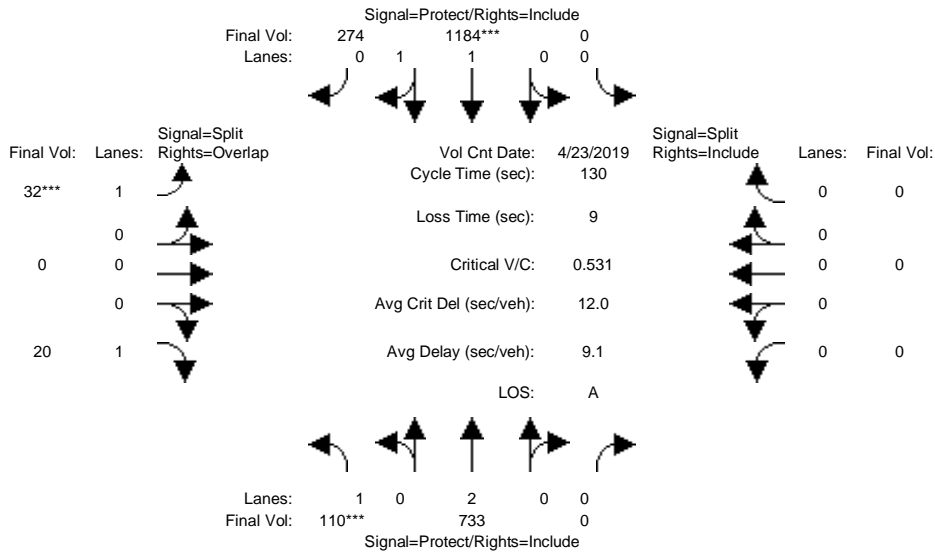 Signal=Protect/Rights=Include
Final Vol: 274 1184*** 0
Lanes: 0 1 1 0 0
Signal=Split Signal=Split
Final Vol: Lanes: Rights=Overlap Vol Cnt Date: 4/23/2019 Rights=Include Lanes: Final Vol:
Cycle Time (sec): 130
32*** 1 0 0
Loss Time (sec): 9
0 0
0 0 Critical V/C: 0.531 0 0
0 Avg Crit Del (sec/veh): 12.0 0
20 1 Avg Delay (sec/veh): 9.1 0 0
LOS: A
Lanes: 1 0 2 0 0
Final Vol: 110*** 733 0
Signal=Protect/Rights=Include